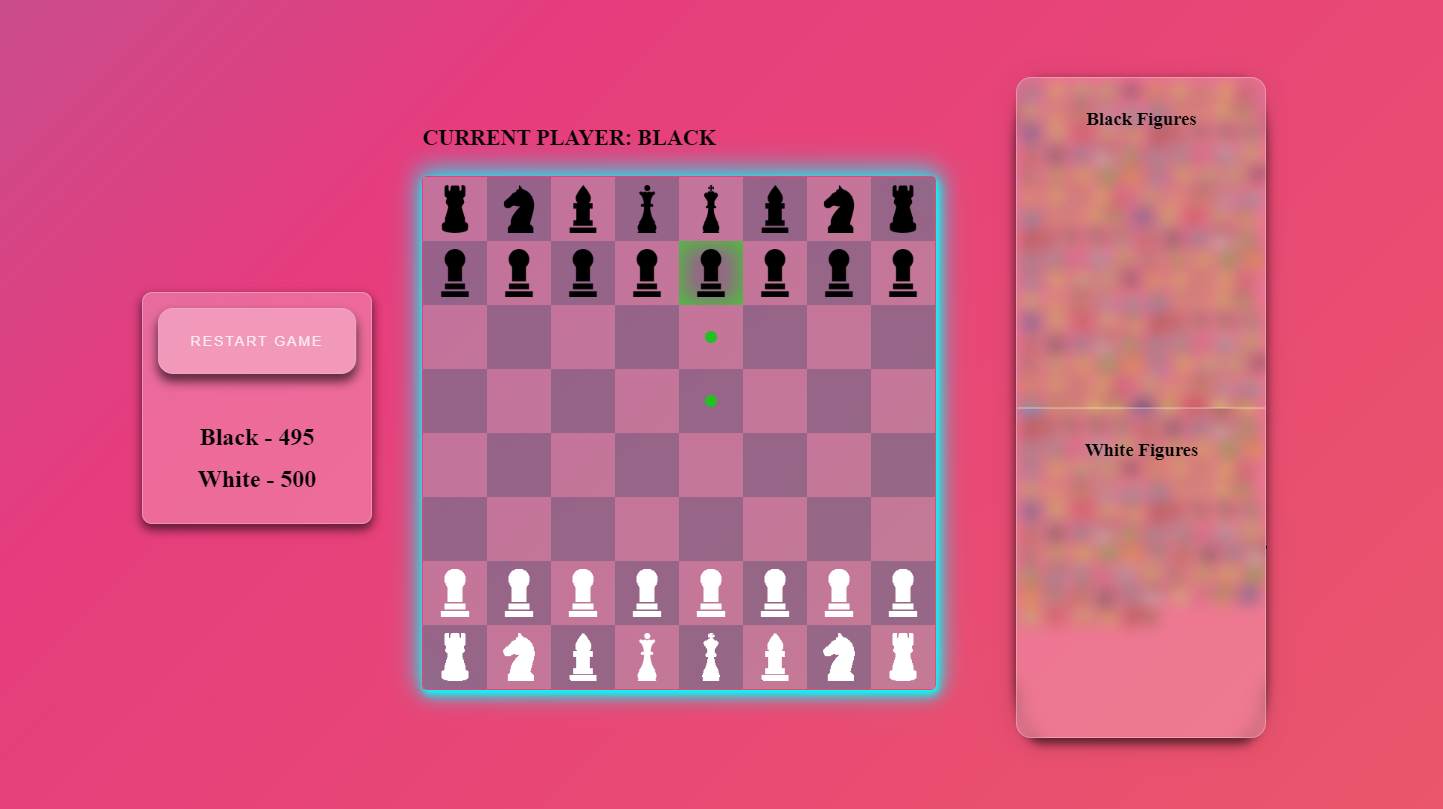 CURRENT PLAYER: BLACK
RESTART GAME
Black - 495
White - 500
Black Figures
White Figures